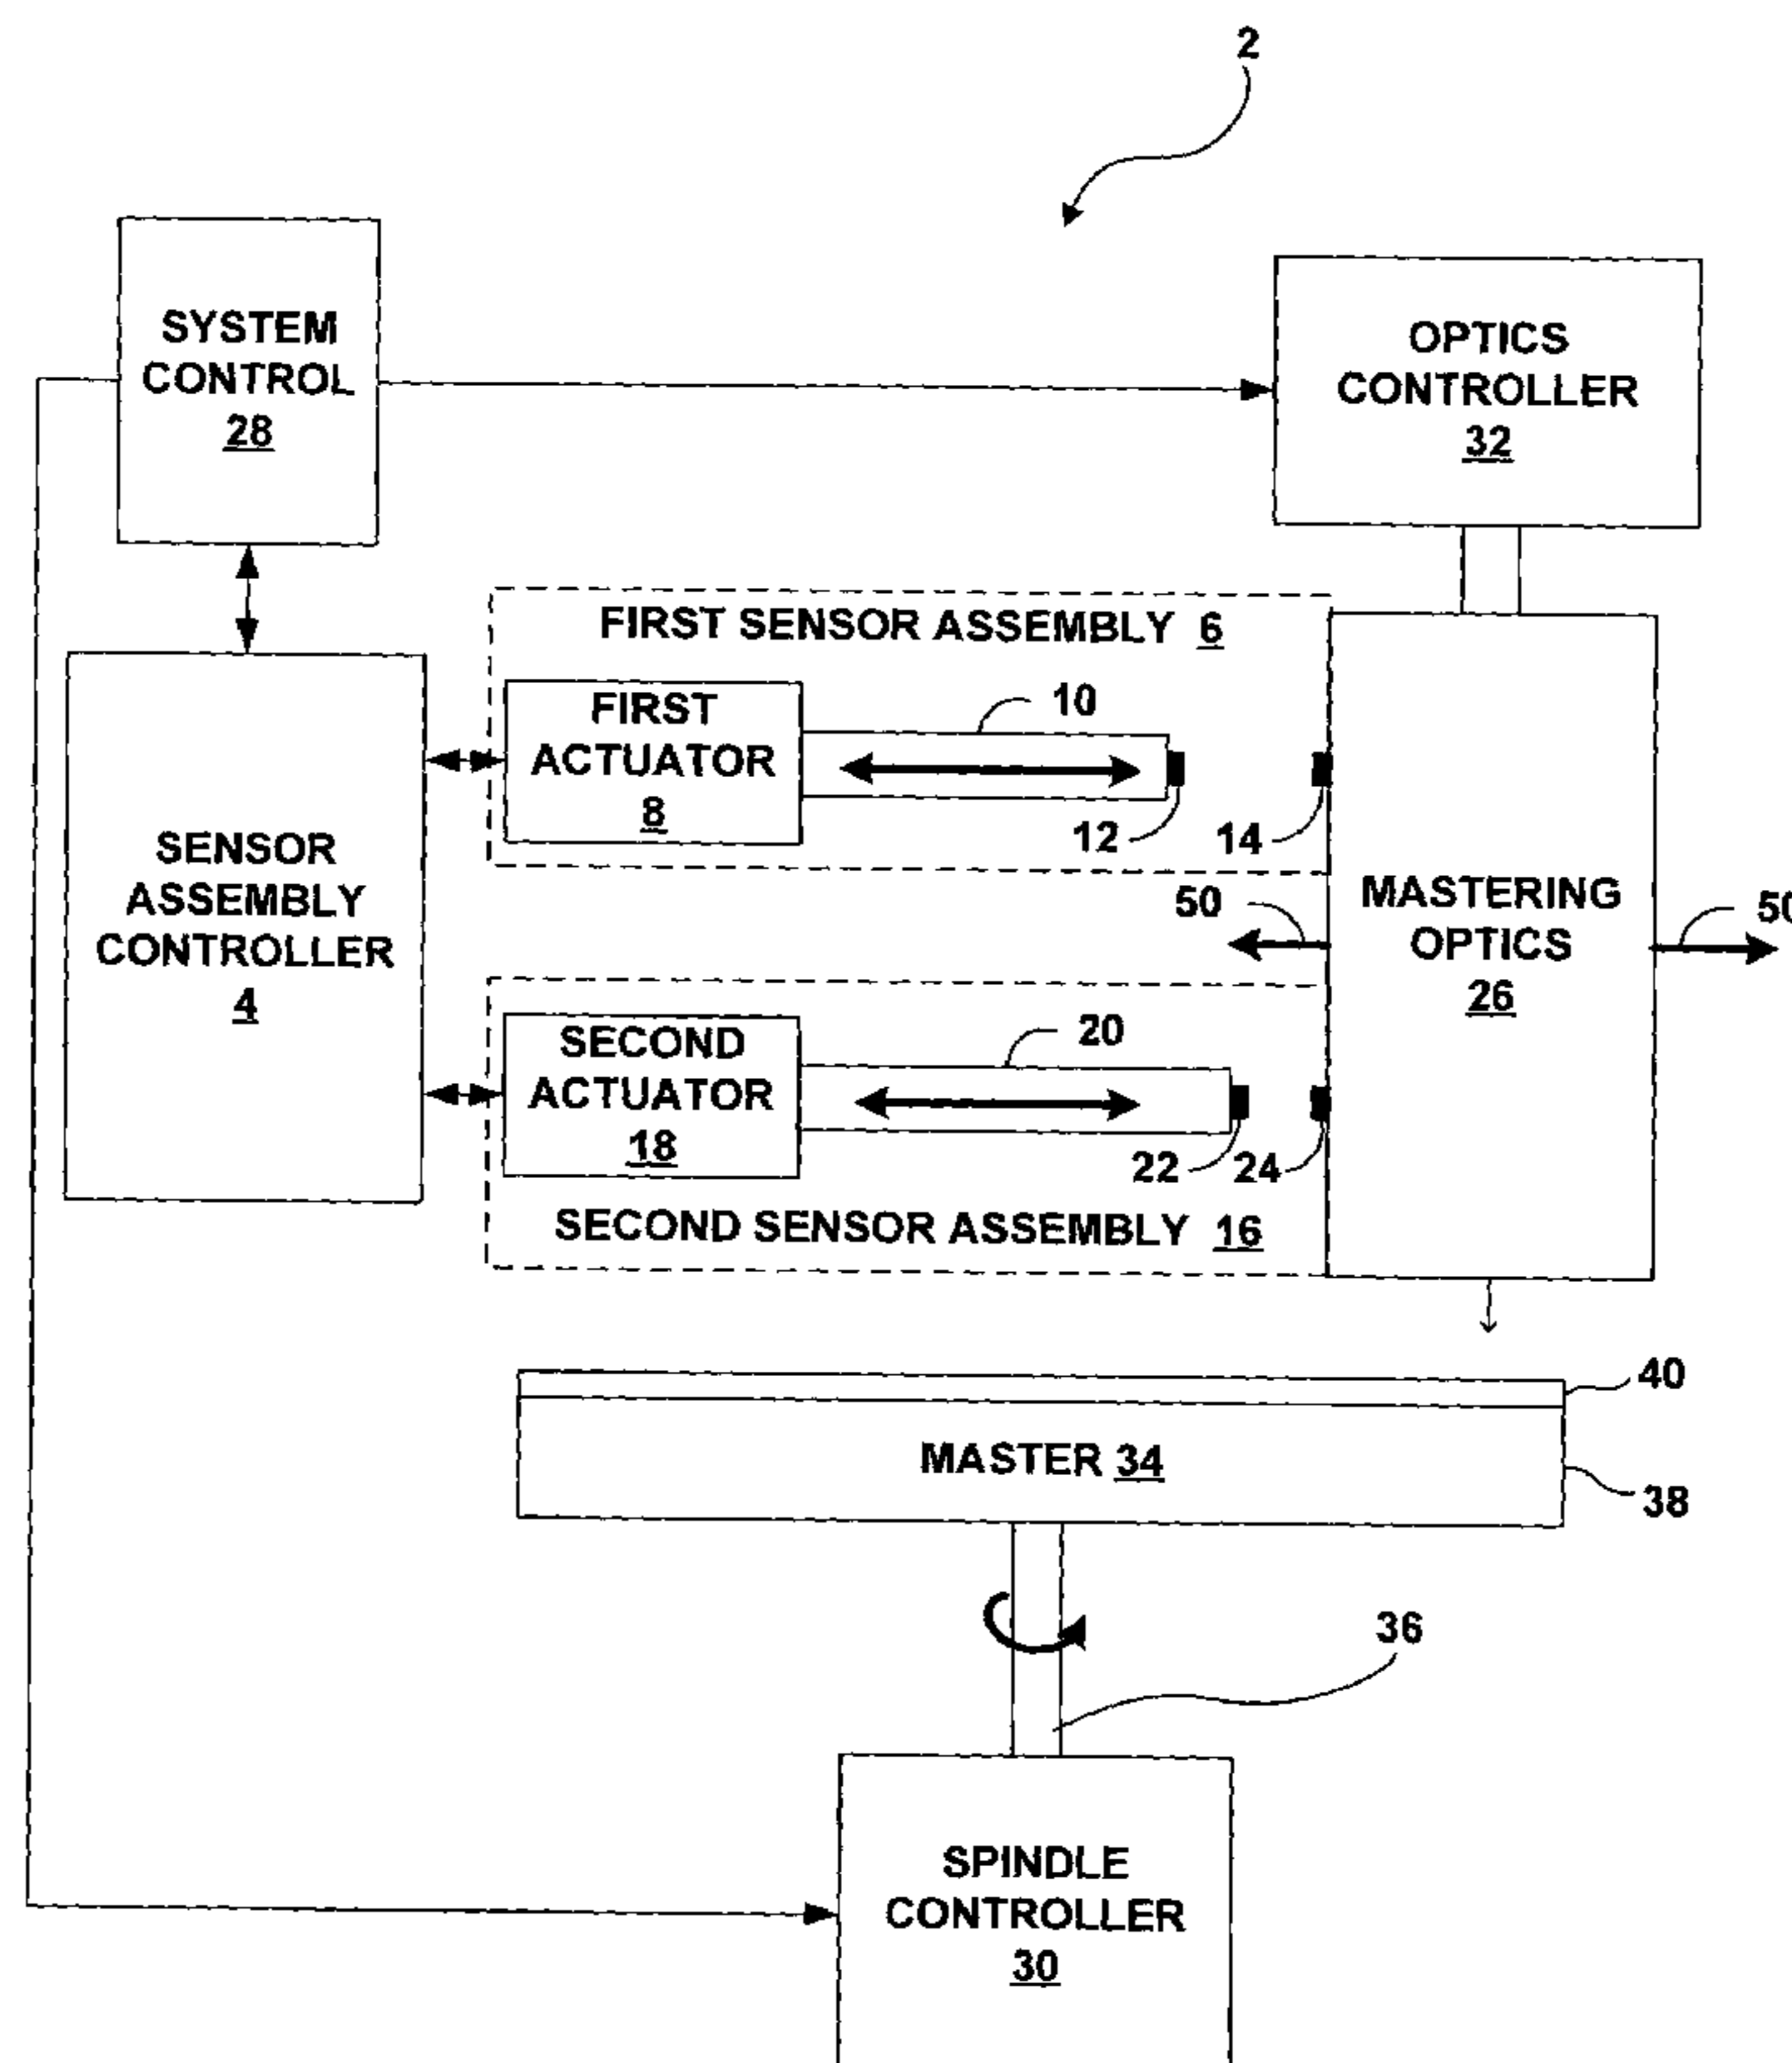 2
SYSTEM
CONTROL
28
OPTICS
CONTROLLER
32
FIRST SENSOR ASSEMBLY 6
FIRST
ACTUATOR
8
10
12
14
SENSOR
ASSEMBLY
CONTROLLER
4
50
MASTERING
OPTICS
26
50
SECOND
ACTUATOR
18
20
22
24
SECOND SENSOR ASSEMBLY 16
40
MASTER 34
38
36
SPINDLE
CONTROLLER
30